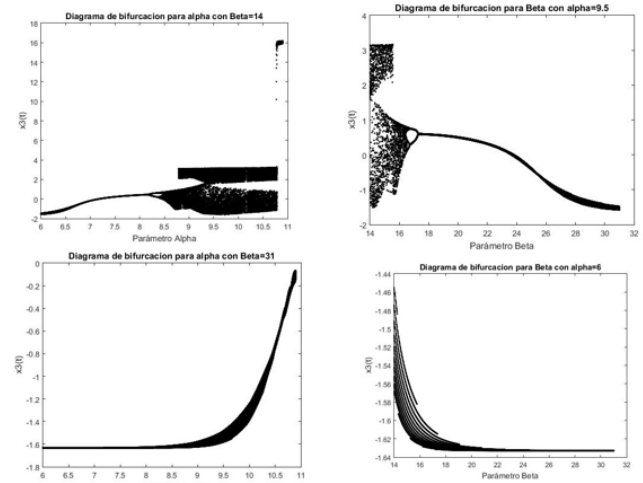 Diagrama de bifurcacion para alpha con Beta=14
18
16
14
12
10
8
6
4
2
0
-2
x3(t)
6 6.5 7 7.5 8 8.5 9 9.5 10 10.5 11
Parámetro Alpha
Diagrama de bifurcacion para Beta con alpha=9.5
4
3
2
1
0
-1
-2
x3(t)
14 16 18 20 22 24 26 28 30 32
Parámetro Beta
Diagrama de bifurcacion para alpha con Beta=31
0
-0.2
-0.4
-0.6
-0.8
-1
-1.2
-1.4
-1.6
-1.8
x3(t)
6 6.5 7 7.5 8 8.5 9 9.5 10 10.5 11
Diagrama de bifurcacion para Beta con alpha=6
-1.44
-1.46
-1.48
-1.5
-1.52
-1.54
-1.56
-1.58
-1.6
-1.62
-1.64
x3(t)
14 16 18 20 22 24 26 28 30 32
Parámetro Beta